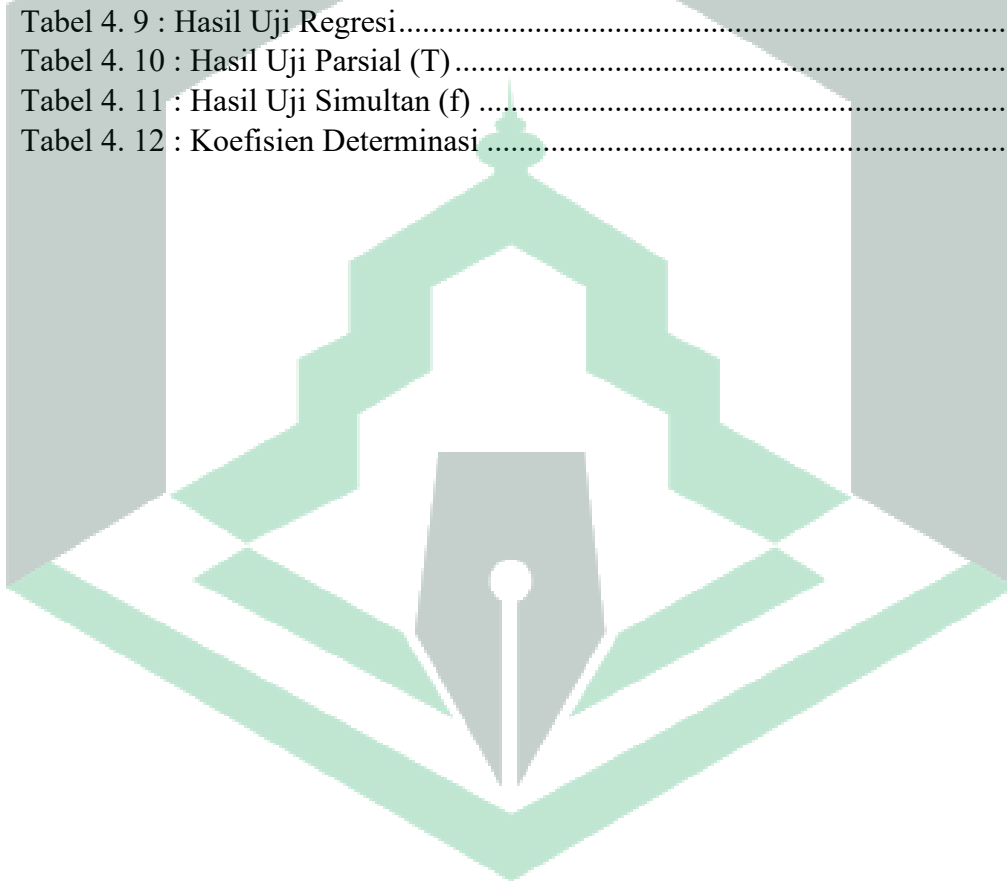 Tabel 4. 9 : Hasil Uji Regresi.......................................................................................
Tabel 4. 10 : Hasil Uji Parsial (T)................................................................................
Tabel 4. 11 : Hasil Uji Simultan (f) .............................................................................
Tabel 4. 12 : Koefisien Determinasi ............................................................................